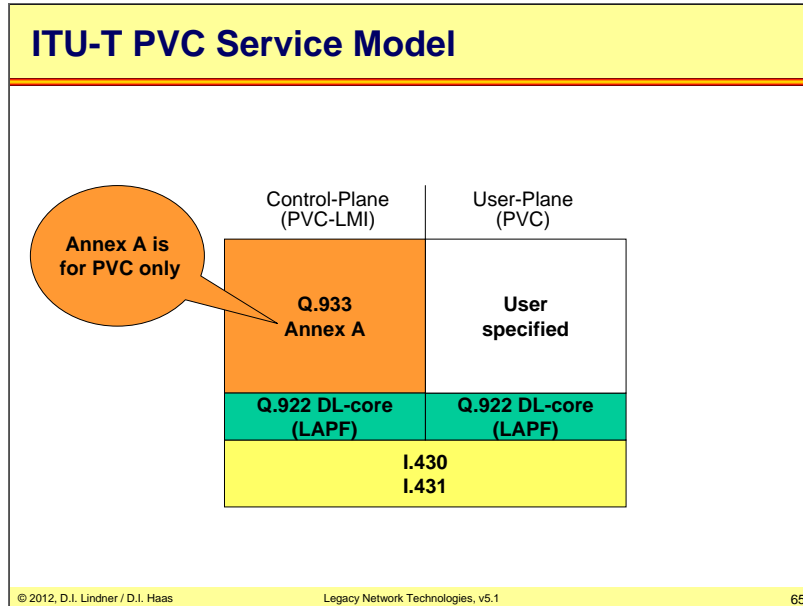 ITU-T PVC Service Model
Control-Plane
(PVC-LMI)
User-Plane
(PVC)
Annex A is
for PVC only
Q.933
Annex A
User
specified
Q.922 DL-core
(LAPF)
Q.922 DL-core
(LAPF)
I.430
I.431
© 2012, D.I. Lindner / D.I. Haas
Legacy Network Technologies, v5.1
65